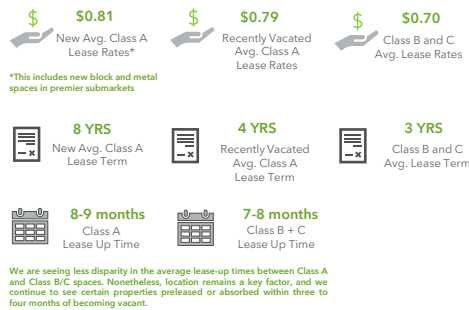 $0.81
New Avg. Class A
Lease Rates*
$0.79
Recently Vacated
Avg. Class A
Lease Rates
$0.70
Class B and C
Avg. Lease Rates
*This includes new block and metal
spaces in premier submarkets
8 YRS
New Avg. Class A
Lease Term
4 YRS
Recently Vacated
Avg. Class A
Lease Term
3 YRS
Class B and C
Avg. Lease Term
8-9 months
Class A
Lease Up Time
7-8 months
Class B + C
Lease Up Time
We are seeing less disparity in the average lease-up times between Class A
and Class B/C spaces. Nonetheless, location remains a key factor, and we
continue to see certain properties preleased or absorbed within three to
four months of becoming vacant.